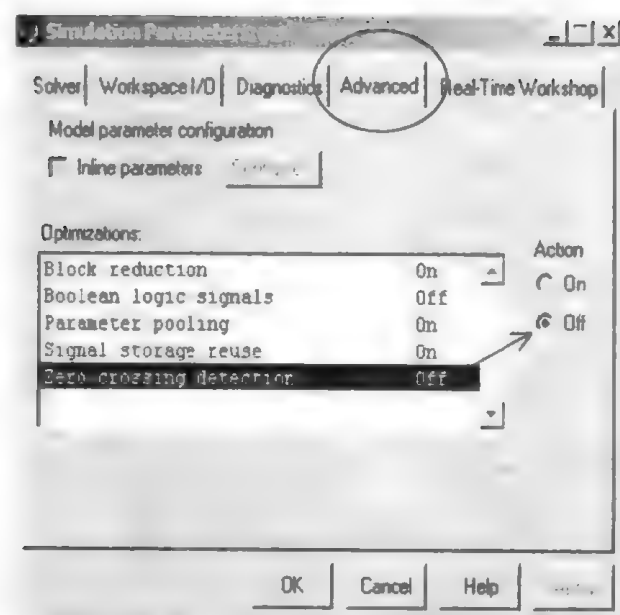 Simulation Parameters
Solver Workspace I/O Diagnostics Advanced Real-Time Workshop
Model parameter configuration
Inline parameters
Optimizations:
Action
Block reduction On
On
Boolean logic signals Off
Parameter pooling On
Off
Signal storage reuse On
Zero crossing detection Off
OK Cancel Help